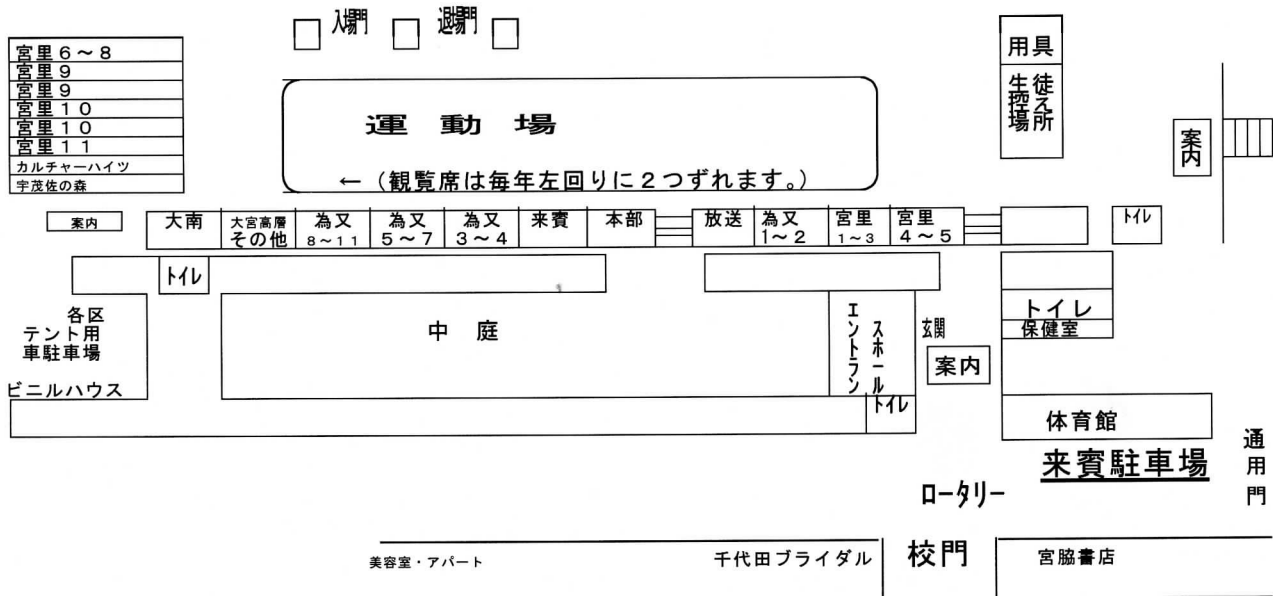 入場門
退場門
宮里６～８
宮里９
宮里９
宮里１０
宮里１０
宮里１１
カルチャーハイツ
宇茂佐の森
運動場
←（観覧席は毎年左回りに２つずれます。）
用具
生徒控え場所
案内
案内
大南
大宮高層
その他
為又
8～11
為又
５～７
為又
３～４
来賓
本部
放送
為又
１～２
宮里
1～3
宮里
４～５
トイレ
トイレ
各区
テント用
車駐車場
ビニルハウス
中庭
エントランスホール
玄関
案内
トイレ
トイレ
保健室
体育館
来賓駐車場
通用門
ロータリー
美容室・アパート
千代田ブライダル
校門
宮脇書店